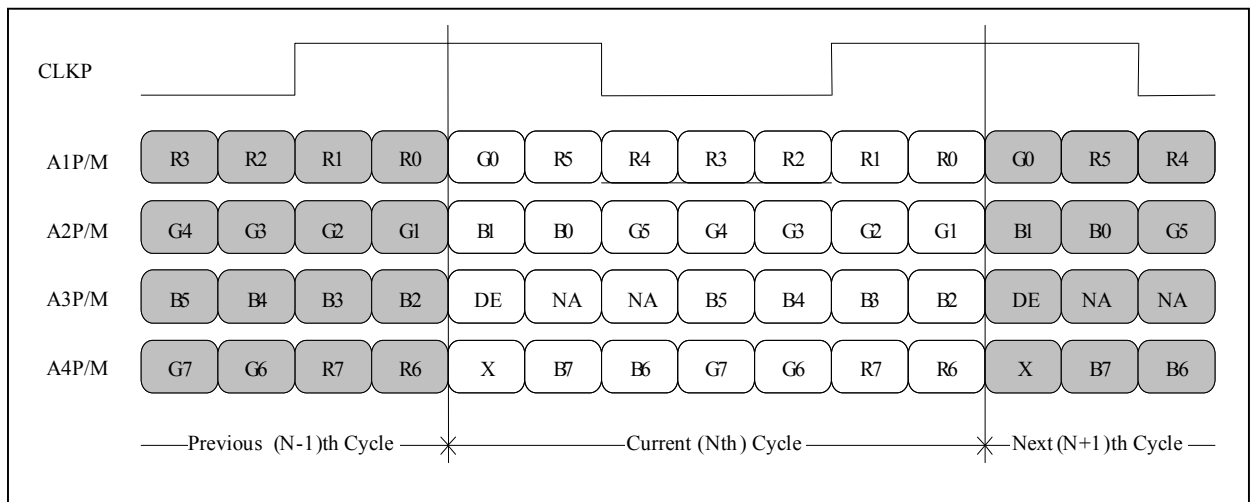 CLKP
A1P/M R3 R2 R1 R0 G0 R5 R4 R3 R2 R1 R0 G0 R5 R4
A2P/M G4 G3 G2 G1 B1 B0 G5 G4 G3 G2 G1 B1 B0 G5
A3P/M B5 B4 B3 B2 DE NA NA B5 B4 B3 B2 DE NA NA
A4P/M G7 G6 R7 R6 X B7 B6 G7 G6 R7 R6 X B7 B6
Previous (N-1)th Cycle Current (Nth) Cycle Next (N+1)th Cycle